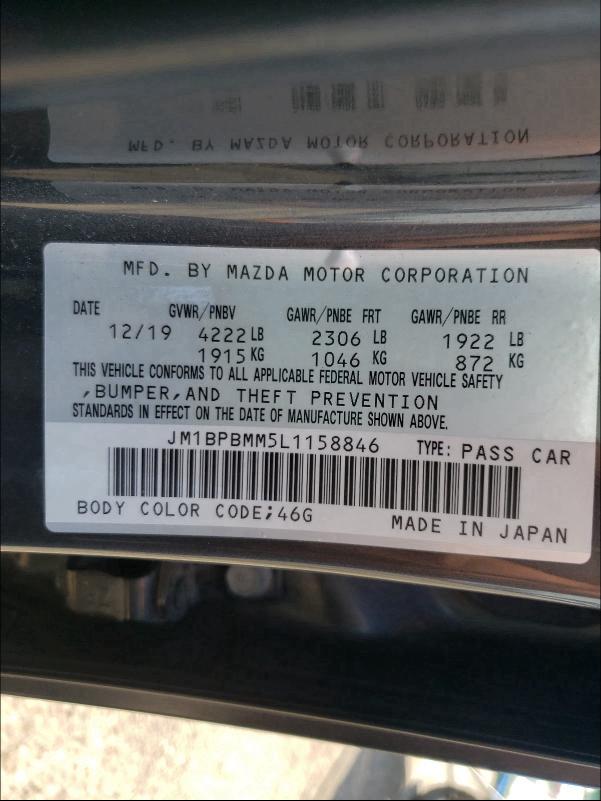 MFD. BY MAZDA MOTOR CORPORATION
MFD. BY MAZDA MOTOR CORPORATION
DATE GVWR/PNBV GAWR/PNBE FRT GAWR/PNBE RR
12/19 4222 LB 2306 LB 1922 LB
1915 KG 1046 KG 872 KG
THIS VEHICLE CONFORMS TO ALL APPLICABLE FEDERAL MOTOR VEHICLE SAFETY
,BUMPER,AND THEFT PREVENTION
STANDARDS IN EFFECT ON THE DATE OF MANUFACTURE SHOWN ABOVE.
JM1BPBMM5L1158846 TYPE: PASS CAR
BODY COLOR CODE;46G MADE IN JAPAN